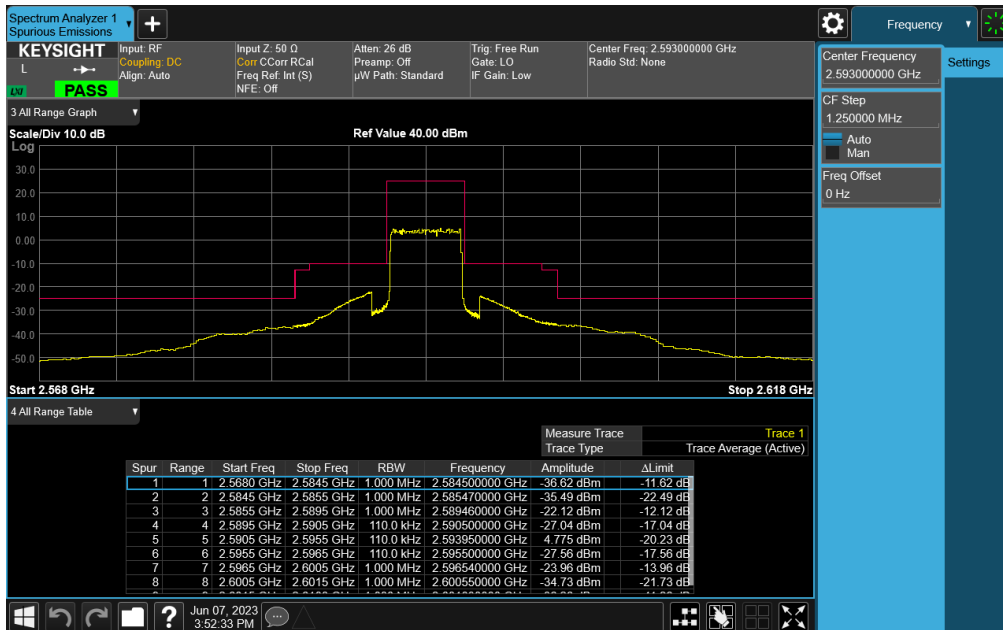 Spectrum Analyzer 1
Spurious Emissions
Frequency
KEYSIGHT
L
LXI
PASS
Input: RF
Coupling: DC
Align: Auto
Input Z: 50 Ω
Corr CCorr RCal
Freq Ref: Int (S)
NFE: Off
Atten: 26 dB
Preamp: Off
µW Path: Standard
Trig: Free Run
Gate: LO
IF Gain: Low
Center Freq: 2.593000000 GHz
Radio Std: None
Center Frequency
2.593000000 GHz
Settings
CF Step
1.250000 MHz
Auto
Man
Freq Offset
0 Hz
3 All Range Graph
Scale/Div 10.0 dB
Ref Value 40.00 dBm
Log
30.0
20.0
10.0
0.00
-10.0
-20.0
-30.0
-40.0
-50.0
Start 2.568 GHz
Stop 2.618 GHz
4 All Range Table
Measure Trace Trace 1
Trace Type Trace Average (Active)
Spur Range Start Freq Stop Freq RBW Frequency Amplitude ΔLimit
1 1 2.5680 GHz 2.5845 GHz 1.000 MHz 2.584500000 GHz -36.62 dBm -11.62 dB
2 2 2.5845 GHz 2.5855 GHz 1.000 MHz 2.585470000 GHz -35.49 dBm -22.49 dB
3 3 2.5855 GHz 2.5895 GHz 1.000 MHz 2.589460000 GHz -22.12 dBm -12.12 dB
4 4 2.5895 GHz 2.5905 GHz 110.0 kHz 2.590500000 GHz -27.04 dBm -17.04 dB
5 5 2.5905 GHz 2.5955 GHz 110.0 kHz 2.593950000 GHz 4.775 dBm -20.23 dB
6 6 2.5955 GHz 2.5965 GHz 110.0 kHz 2.595500000 GHz -27.56 dBm -17.56 dB
7 7 2.5965 GHz 2.6005 GHz 1.000 MHz 2.596540000 GHz -23.96 dBm -13.96 dB
8 8 2.6005 GHz 2.6015 GHz 1.000 MHz 2.600550000 GHz -34.73 dBm -21.73 dB
Jun 07, 2023
3:52:33 PM